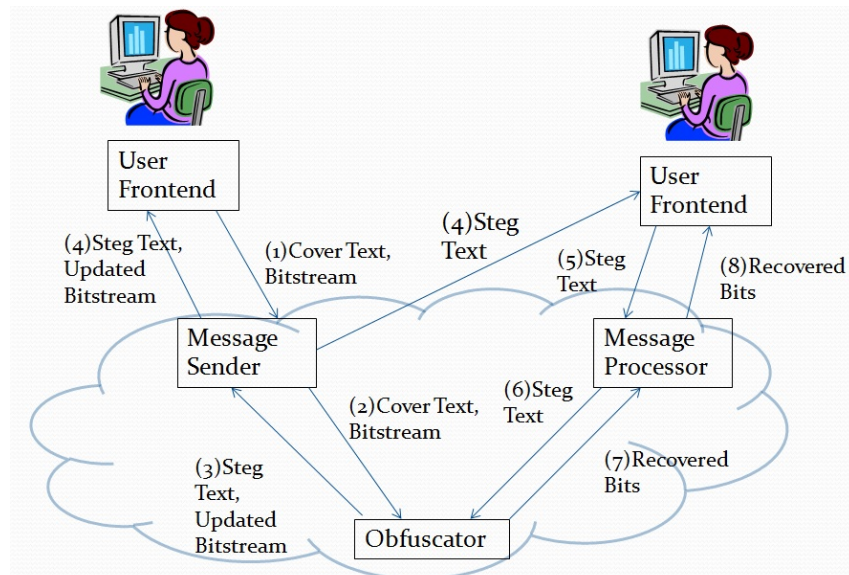 User
Frontend
User
Frontend
(4)Steg Text,
Updated
Bitstream
(1)Cover Text,
Bitstream
(4)Steg
Text
(5)Steg
Text
(8)Recovered
Bits
Message
Sender
Message
Processor
(2)Cover Text,
Bitstream
(6)Steg
Text
(3)Steg
Text,
Updated
Bitstream
(7)Recovered
Bits
Obfuscator